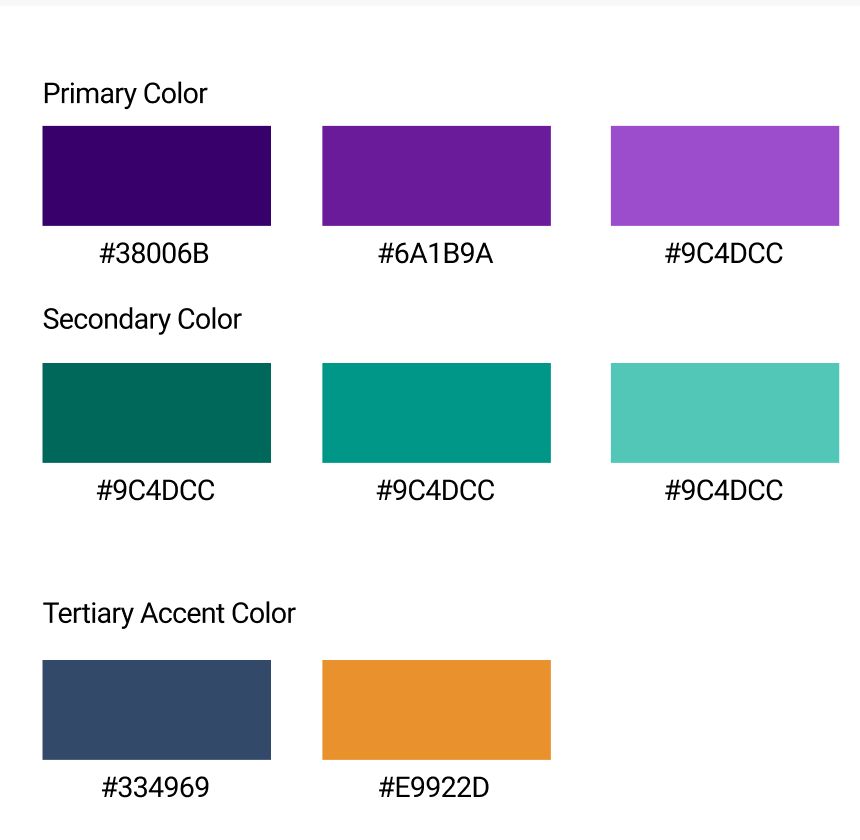 Primary Color
#38006B #6A1B9A #9C4DCC
Secondary Color
#9C4DCC #9C4DCC #9C4DCC
Tertiary Accent Color
#334969 #E9922D